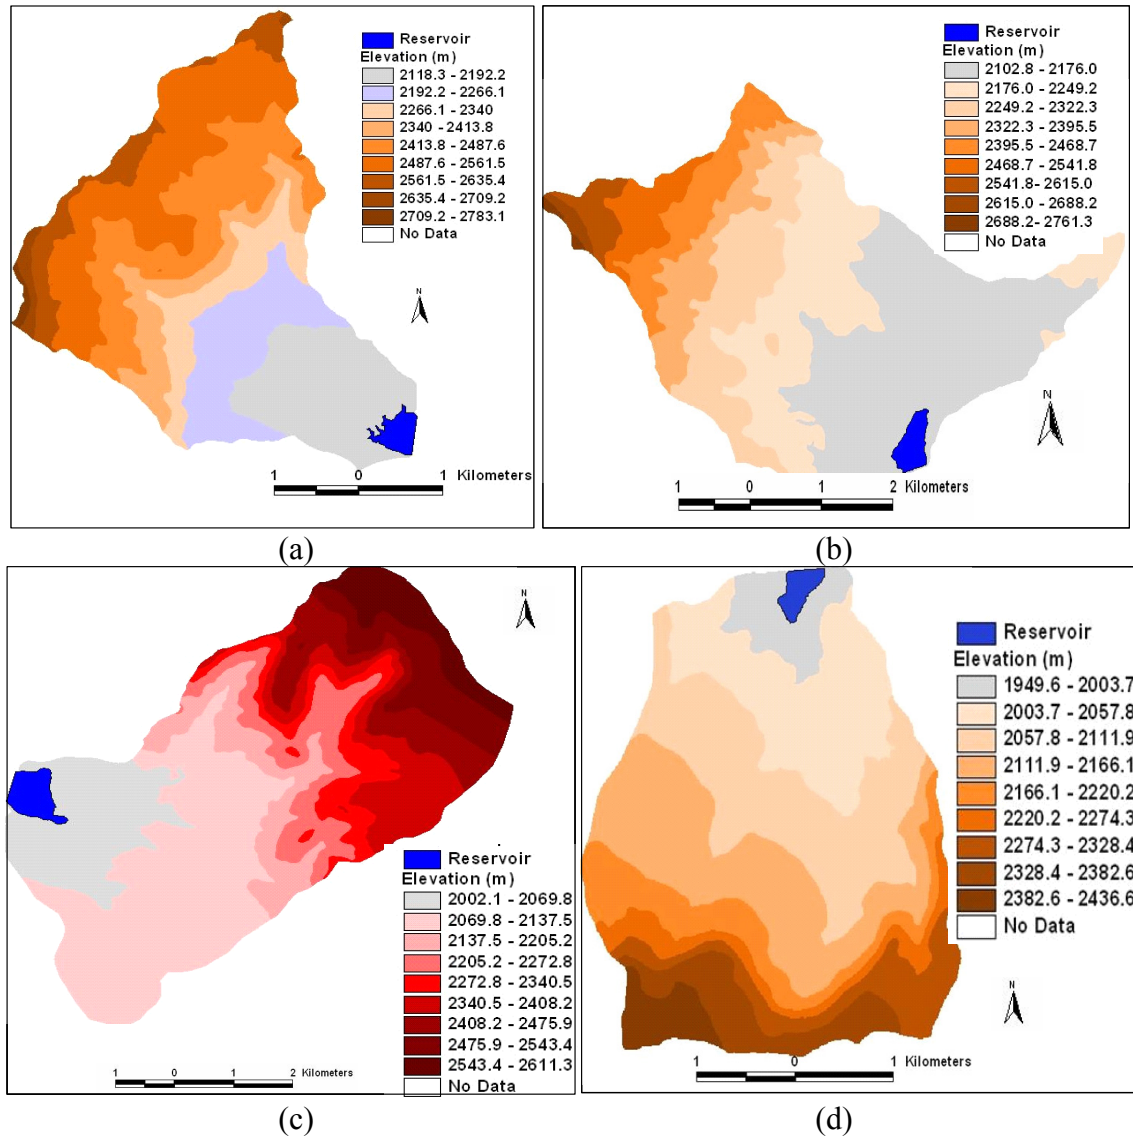 Reservoir
Elevation (m)
2118.3 - 2192.2
2192.2 - 2266.1
2266.1 - 2340
2340 - 2413.8
2413.8 - 2487.6
2487.6 - 2561.5
2561.5 - 2635.4
2635.4 - 2709.2
2709.2 - 2783.1
No Data
N
1 0 1 Kilometers
(a)
Reservoir
Elevation (m)
2102.8 - 2176.0
2176.0 - 2249.2
2249.2 - 2322.3
2322.3 - 2395.5
2395.5 - 2468.7
2468.7 - 2541.8
2541.8 - 2615.0
2615.0 - 2688.2
2688.2 - 2761.3
No Data
N
1 0 1 2 Kilometers
(b)
N
Reservoir
Elevation (m)
2002.1 - 2069.8
2069.8 - 2137.5
2137.5 - 2205.2
2205.2 - 2272.8
2272.8 - 2340.5
2340.5 - 2408.2
2408.2 - 2475.9
2475.9 - 2543.4
2543.4 - 2611.3
No Data
1 0 1 2 Kilometers
(c)
Reservoir
Elevation (m)
1949.6 - 2003.7
2003.7 - 2057.8
2057.8 - 2111.9
2111.9 - 2166.1
2166.1 - 2220.2
2220.2 - 2274.3
2274.3 - 2328.4
2328.4 - 2382.6
2382.6 - 2436.6
No Data
N
1 0 1 Kilometers
(d)